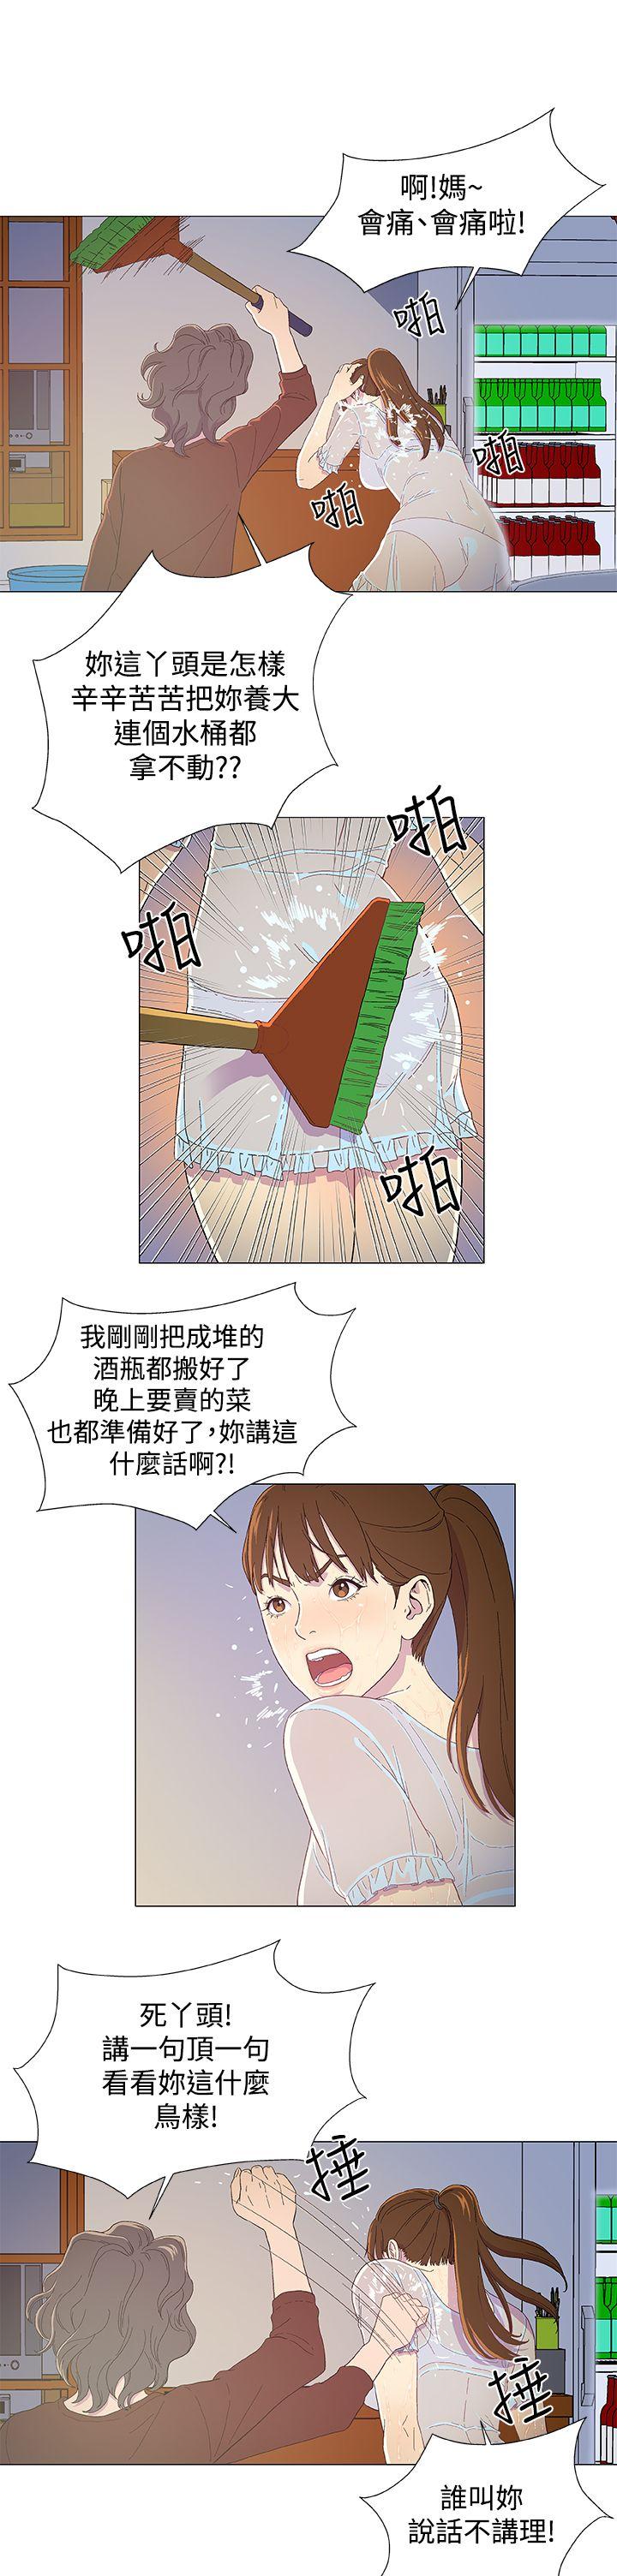 啊!媽~
會痛、會痛啦!
啪
啪
啪
妳這丫頭是怎樣
辛辛苦苦把妳養大
連個水桶都
拿不動??
啪
啪
啪
我剛剛把成堆的
酒瓶都搬好了
晚上要賣的菜
也都準備好了,妳講這
什麼話啊?!
死丫頭!
講一句頂一句
看看妳這什麼
鳥樣!
捶
捶
誰叫妳
說話不講理!